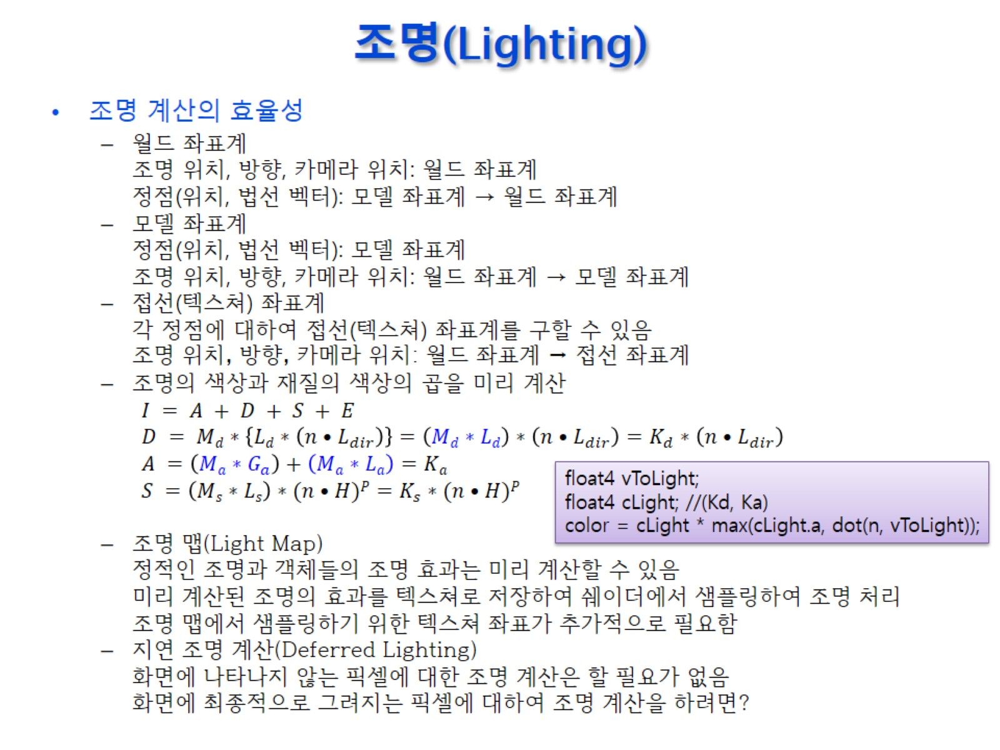 조명(Lighting)
• 조명 계산의 효율성
– 월드 좌표계
조명 위치, 방향, 카메라 위치: 월드 좌표계
정점(위치, 법선 벡터): 모델 좌표계 → 월드 좌표계
– 모델 좌표계
정점(위치, 법선 벡터): 모델 좌표계
조명 위치, 방향, 카메라 위치: 월드 좌표계 → 모델 좌표계
– 접선(텍스쳐) 좌표계
각 정점에 대하여 접선(텍스쳐) 좌표계를 구할 수 있음
조명 위치, 방향, 카메라 위치: 월드 좌표계 → 접선 좌표계
– 조명의 색상과 재질의 색상의 곱을 미리 계산
I = A + D + S + E
D = M_d * {L_d * (n • L_dir)} = (M_d * L_d) * (n • L_dir) = K_d * (n • L_dir)
A = (M_a * G_a) + (M_a * L_a) = K_a
S = (M_s * L_s) * (n • H)^P = K_s * (n • H)^P
float4 vToLight;
float4 cLight; //(Kd, Ka)
color = cLight * max(cLight.a, dot(n, vToLight));
– 조명 맵(Light Map)
정적인 조명과 객체들의 조명 효과는 미리 계산할 수 있음
미리 계산된 조명의 효과를 텍스쳐로 저장하여 쉐이더에서 샘플링하여 조명 처리
조명 맵에서 샘플링하기 위한 텍스쳐 좌표가 추가적으로 필요함
– 지연 조명 계산(Deferred Lighting)
화면에 나타나지 않는 픽셀에 대한 조명 계산은 할 필요가 없음
화면에 최종적으로 그려지는 픽셀에 대하여 조명 계산을 하려면?